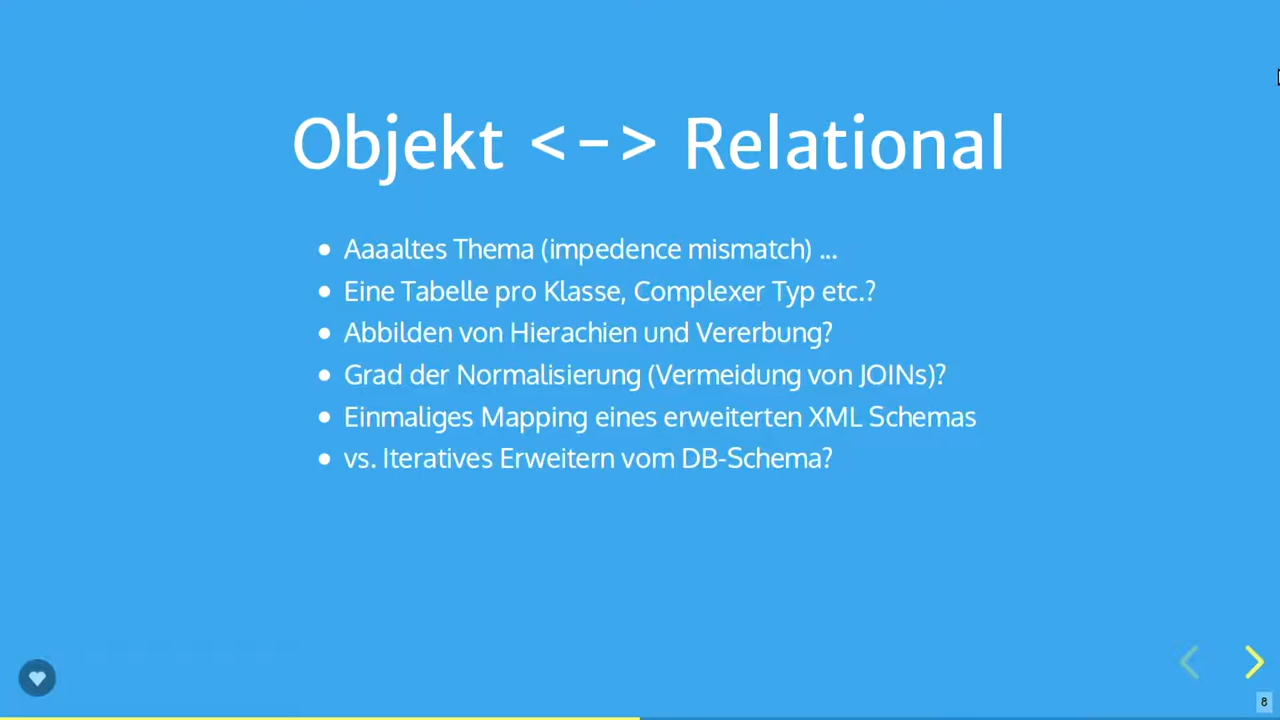 Objekt <-> Relational
Aaaaltes Thema (impedence mismatch) ...
Eine Tabelle pro Klasse, Complexer Typ etc.?
Abbilden von Hierachien und Vererbung?
Grad der Normalisierung (Vermeidung von JOINs)?
Einmaliges Mapping eines erweiterten XML Schemas
vs. Iteratives Erweitern vom DB-Schema?
8